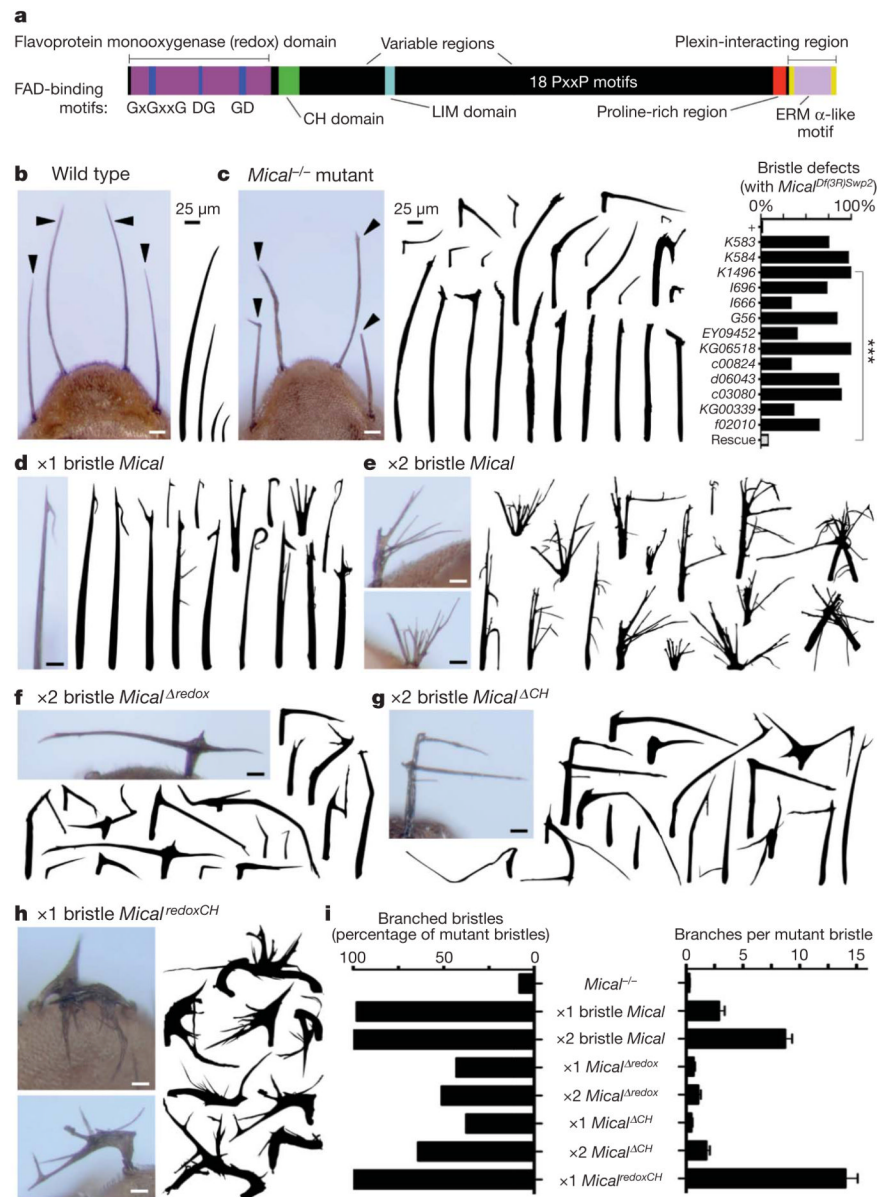 a
Flavoprotein monooxygenase (redox) domain
Variable regions
Plexin-interacting region
FAD-binding
motifs:
18 PxxP motifs
GxGxxG DG GD
CH domain
LIM domain
Proline-rich region
ERM α-like
motif
b Wild type
25 µm
c Mical–/– mutant
25 µm
Bristle defects
(with MicalDf(3R)Swp2)
0% 100%
+
K583
K584
K1496
I696
I666
G56
EY09452
KG06518
c00824
d06043
c03080
KG00339
f02010
Rescue
***
d ×1 bristle Mical
e ×2 bristle Mical
f ×2 bristle MicalΔredox
g ×2 bristle MicalΔCH
h ×1 bristle MicalredoxCH
i Branched bristles
(percentage of mutant bristles)
100 50 0
Branches per mutant bristle
0 5 10 15
Mical–/–
×1 bristle Mical
×2 bristle Mical
×1 MicalΔredox
×2 MicalΔredox
×1 MicalΔCH
×2 MicalΔCH
×1 MicalredoxCH